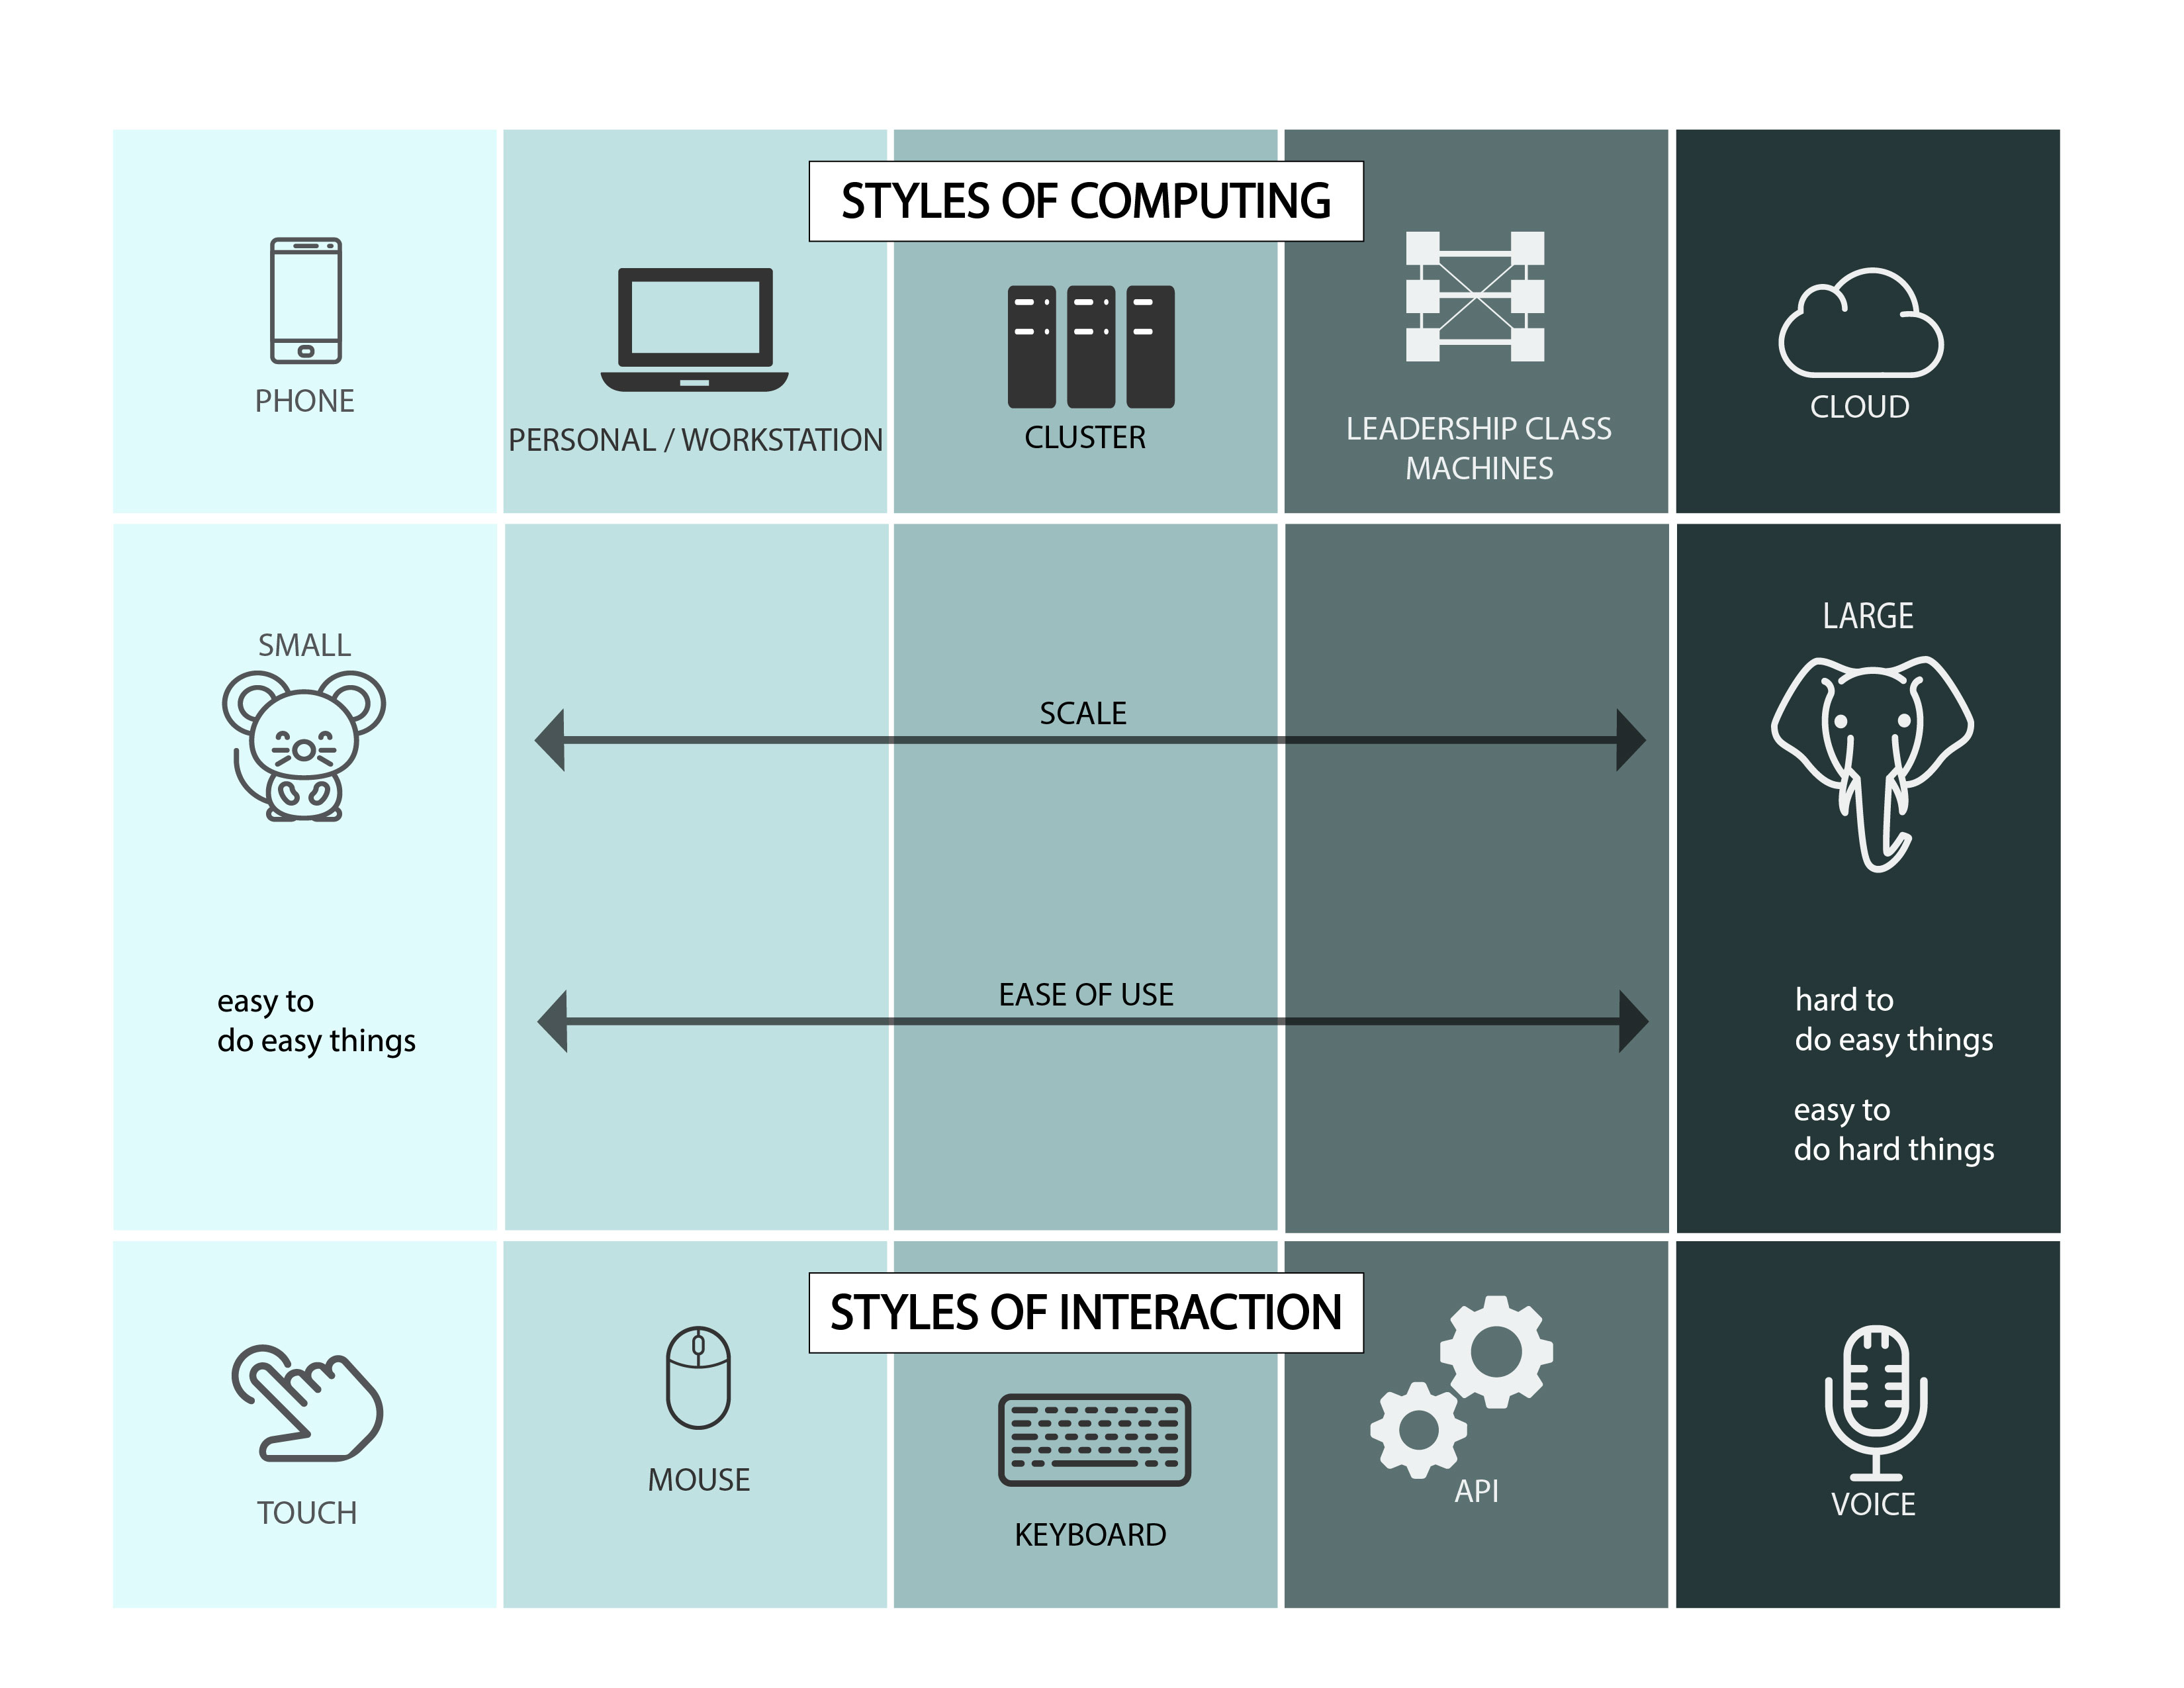 STYLES OF COMPUTING
PHONE
PERSONAL / WORKSTATION
CLUSTER
LEADERSHIP CLASS
MACHINES
CLOUD
SMALL
SCALE
LARGE
easy to
do easy things
EASE OF USE
hard to
do easy things
easy to
do hard things
STYLES OF INTERACTION
TOUCH
MOUSE
KEYBOARD
API
VOICE